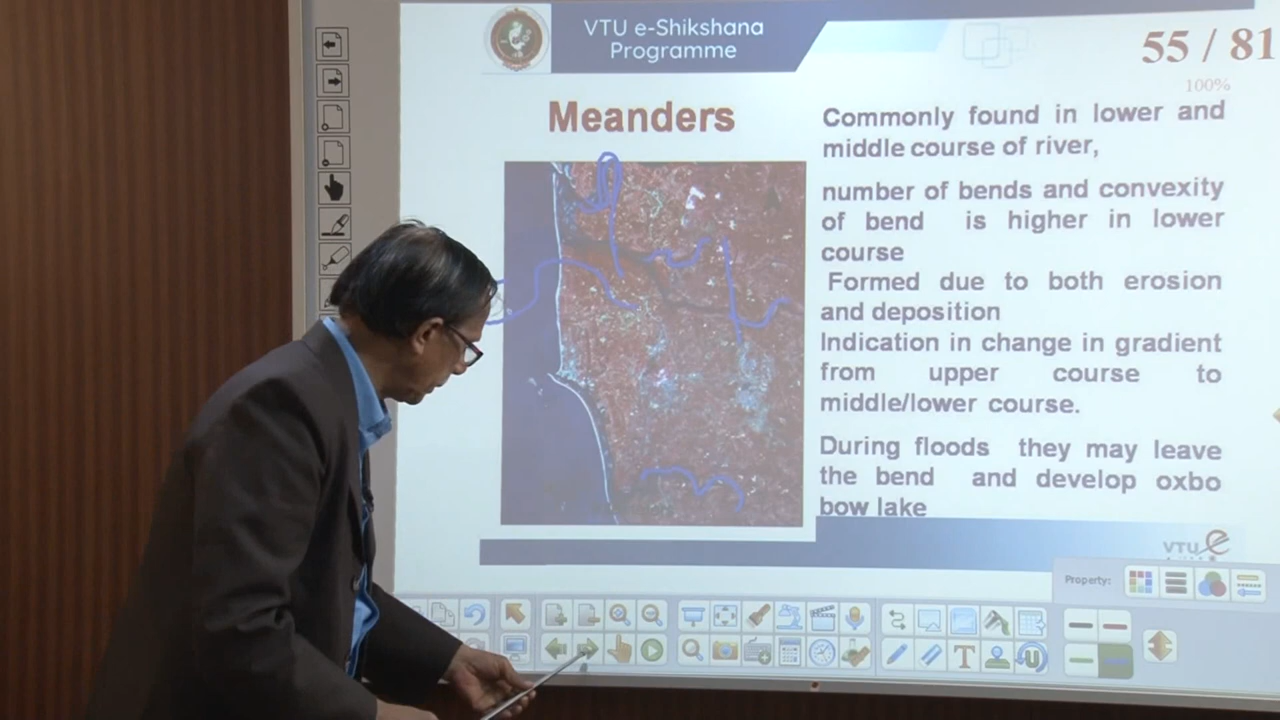 VTU e-Shikshana
Programme
55 / 81
100%
Meanders
Commonly found in lower and
middle course of river,
number of bends and convexity
of bend is higher in lower
course
Formed due to both erosion
and deposition
Indication in change in gradient
from upper course to
middle/lower course.
During floods they may leave
the bend and develop oxbo
bow lake
VTU e
Property:
T